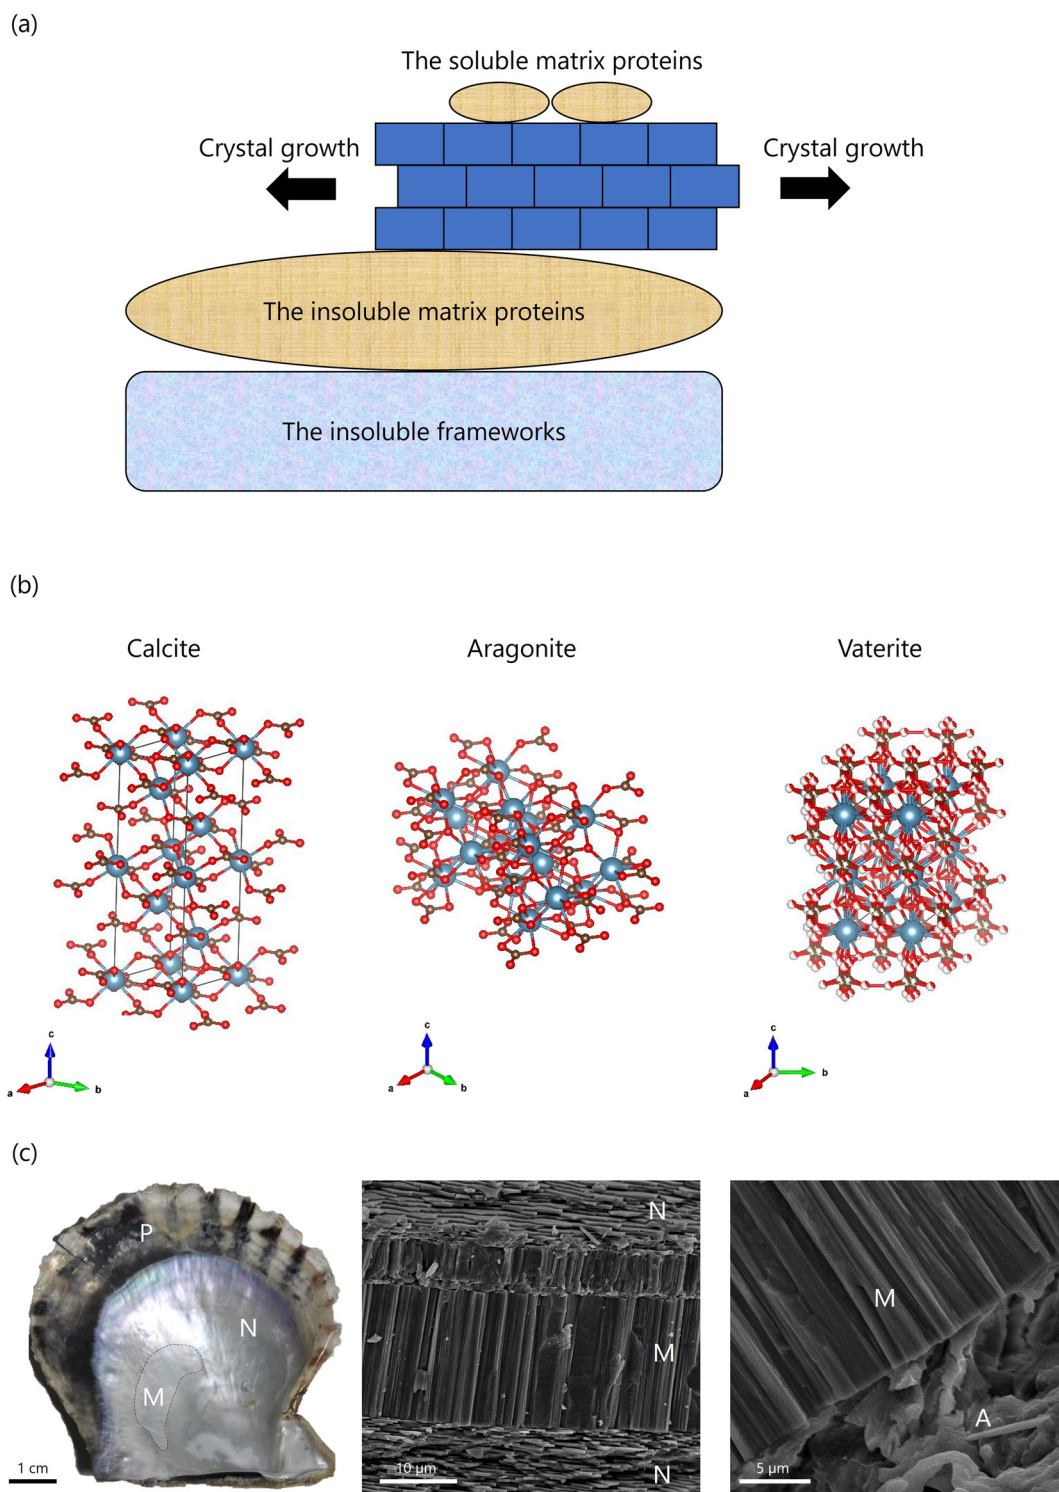 (a)
The soluble matrix proteins
Crystal growth
Crystal growth
The insoluble matrix proteins
The insoluble frameworks
(b)
Calcite
Aragonite
Vaterite
c
a
b
c
a
b
c
a
b
(c)
P
N
M
1 cm
N
M
N
10 µm
M
A
5 µm